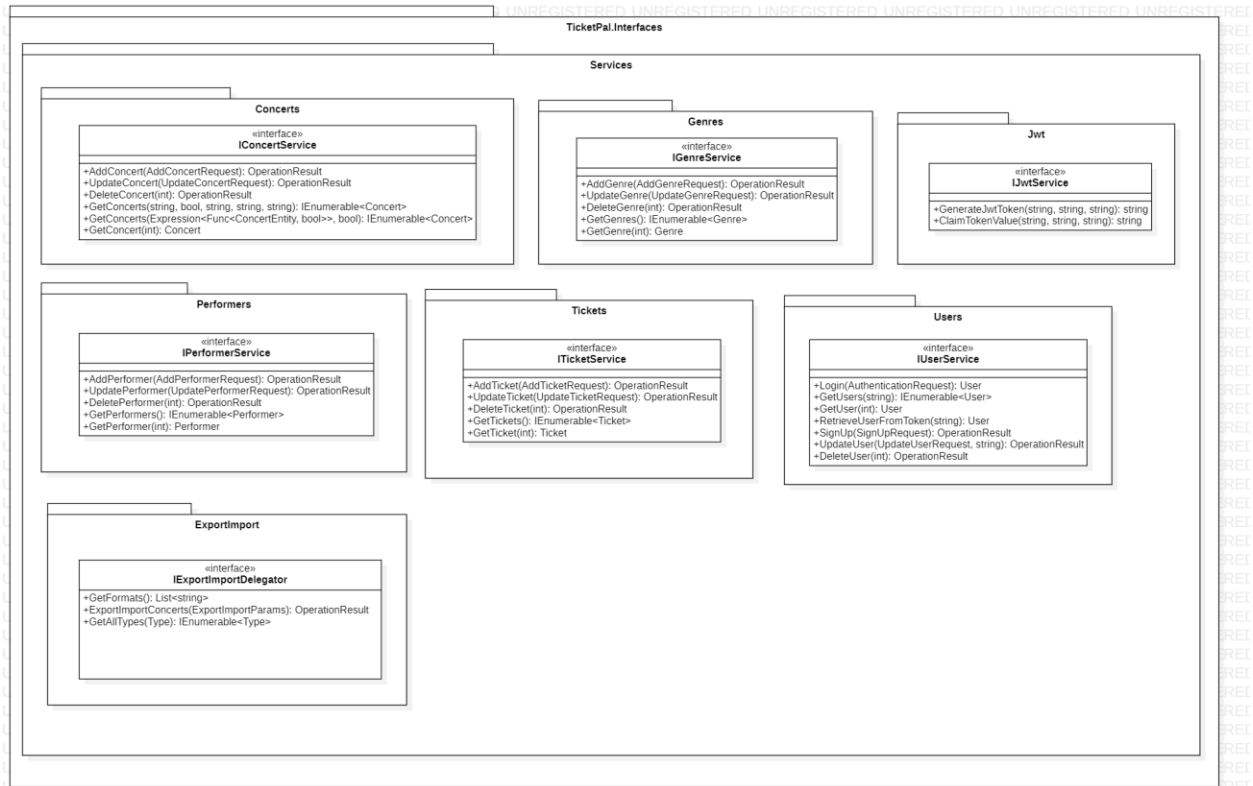 UNREGISTERED UNREGISTERED UNREGISTERED UNREGISTERED UNREGISTERED UNREGISTERED
TicketPal.Interfaces
Services
Concerts
«interface»
IConcertService
+AddConcert(AddConcertRequest): OperationResult
+UpdateConcert(UpdateConcertRequest): OperationResult
+DeleteConcert(int): OperationResult
+GetConcerts(string, bool, string, string, string): IEnumerable<Concert>
+GetConcerts(Expression<Func<ConcertEntity, bool>>, bool): IEnumerable<Concert>
+GetConcert(int): Concert
Genres
«interface»
IGenreService
+AddGenre(AddGenreRequest): OperationResult
+UpdateGenre(UpdateGenreRequest): OperationResult
+DeleteGenre(int): OperationResult
+GetGenres(): IEnumerable<Genre>
+GetGenre(int): Genre
Jwt
«interface»
IJwtService
+GenerateJwtToken(string, string, string): string
+ClaimTokenValue(string, string, string): string
Performers
«interface»
IPerformerService
+AddPerformer(AddPerformerRequest): OperationResult
+UpdatePerformer(UpdatePerformerRequest): OperationResult
+DeletePerformer(int): OperationResult
+GetPerformers(): IEnumerable<Performer>
+GetPerformer(int): Performer
Tickets
«interface»
ITicketService
+AddTicket(AddTicketRequest): OperationResult
+UpdateTicket(UpdateTicketRequest): OperationResult
+DeleteTicket(int): OperationResult
+GetTickets(): IEnumerable<Ticket>
+GetTicket(int): Ticket
Users
«interface»
IUserService
+Login(AuthenticationRequest): User
+GetUsers(string): IEnumerable<User>
+GetUser(int): User
+RetrieveUserFromToken(string): User
+SignUp(SignUpRequest): OperationResult
+UpdateUser(UpdateUserRequest, string): OperationResult
+DeleteUser(int): OperationResult
ExportImport
«interface»
IExportImportDelegator
+GetFormats(): List<string>
+ExportImportConcerts(ExportImportParams): OperationResult
+GetAllTypes(Type): IEnumerable<Type>